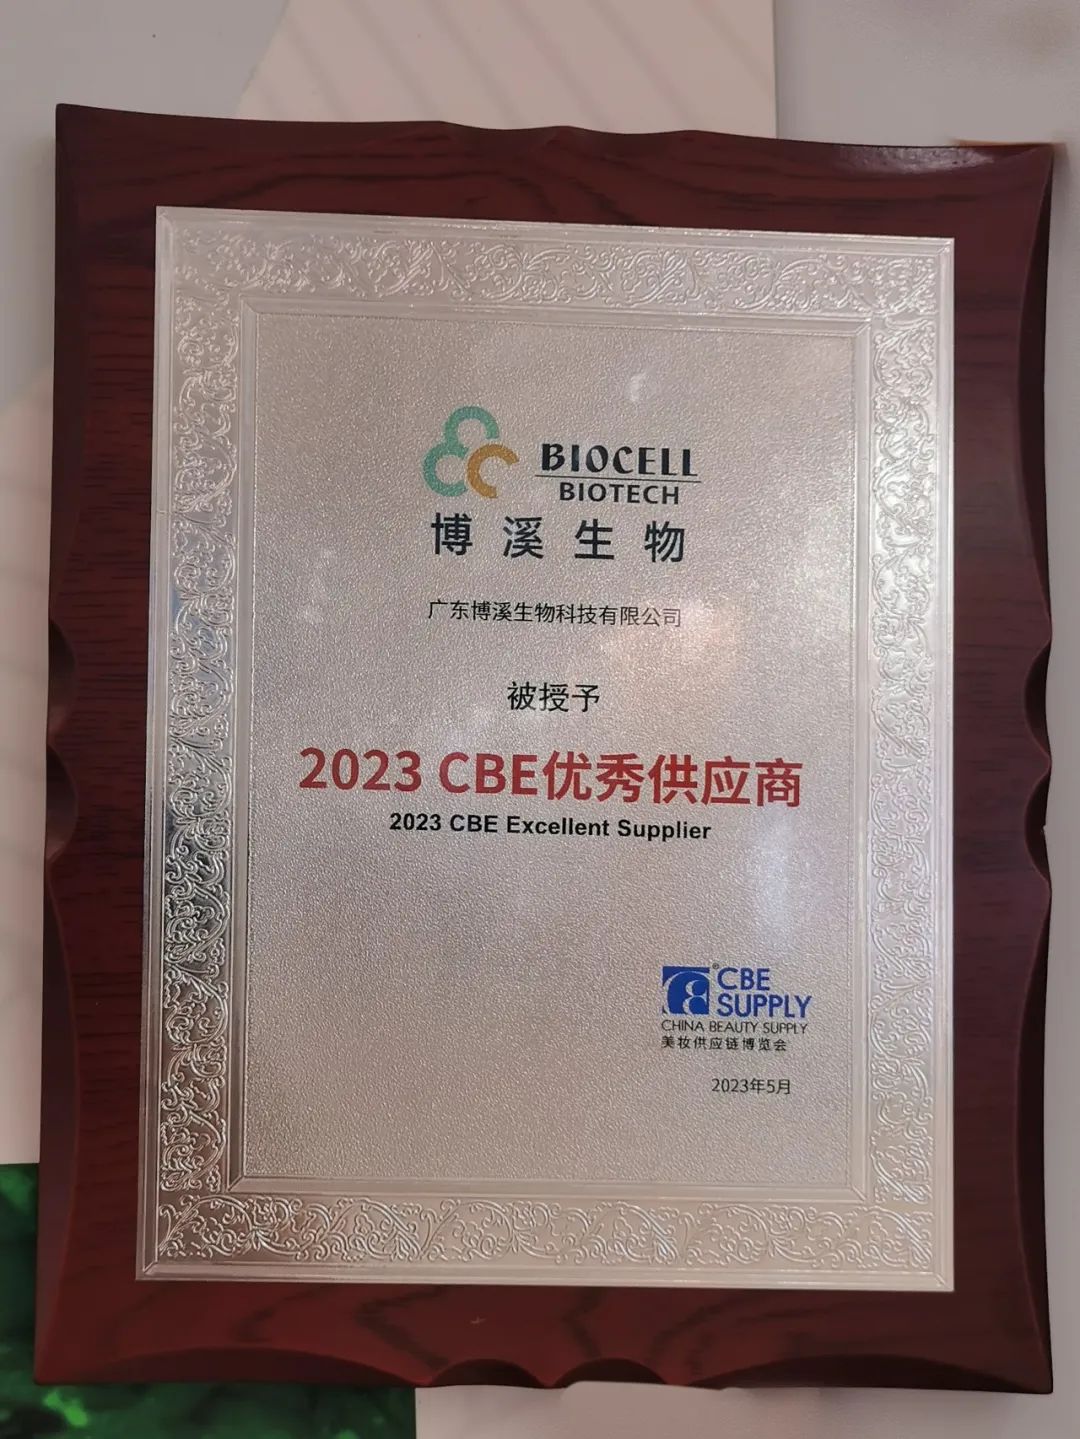 BIOCELL
BIOTECH
博溪生物
广东博溪生物科技有限公司
被授予
2023 CBE优秀供应商
2023 CBE Excellent Supplier
®CBE
SUPPLY
CHINA BEAUTY SUPPLY
美妆供应链博览会
2023年5月